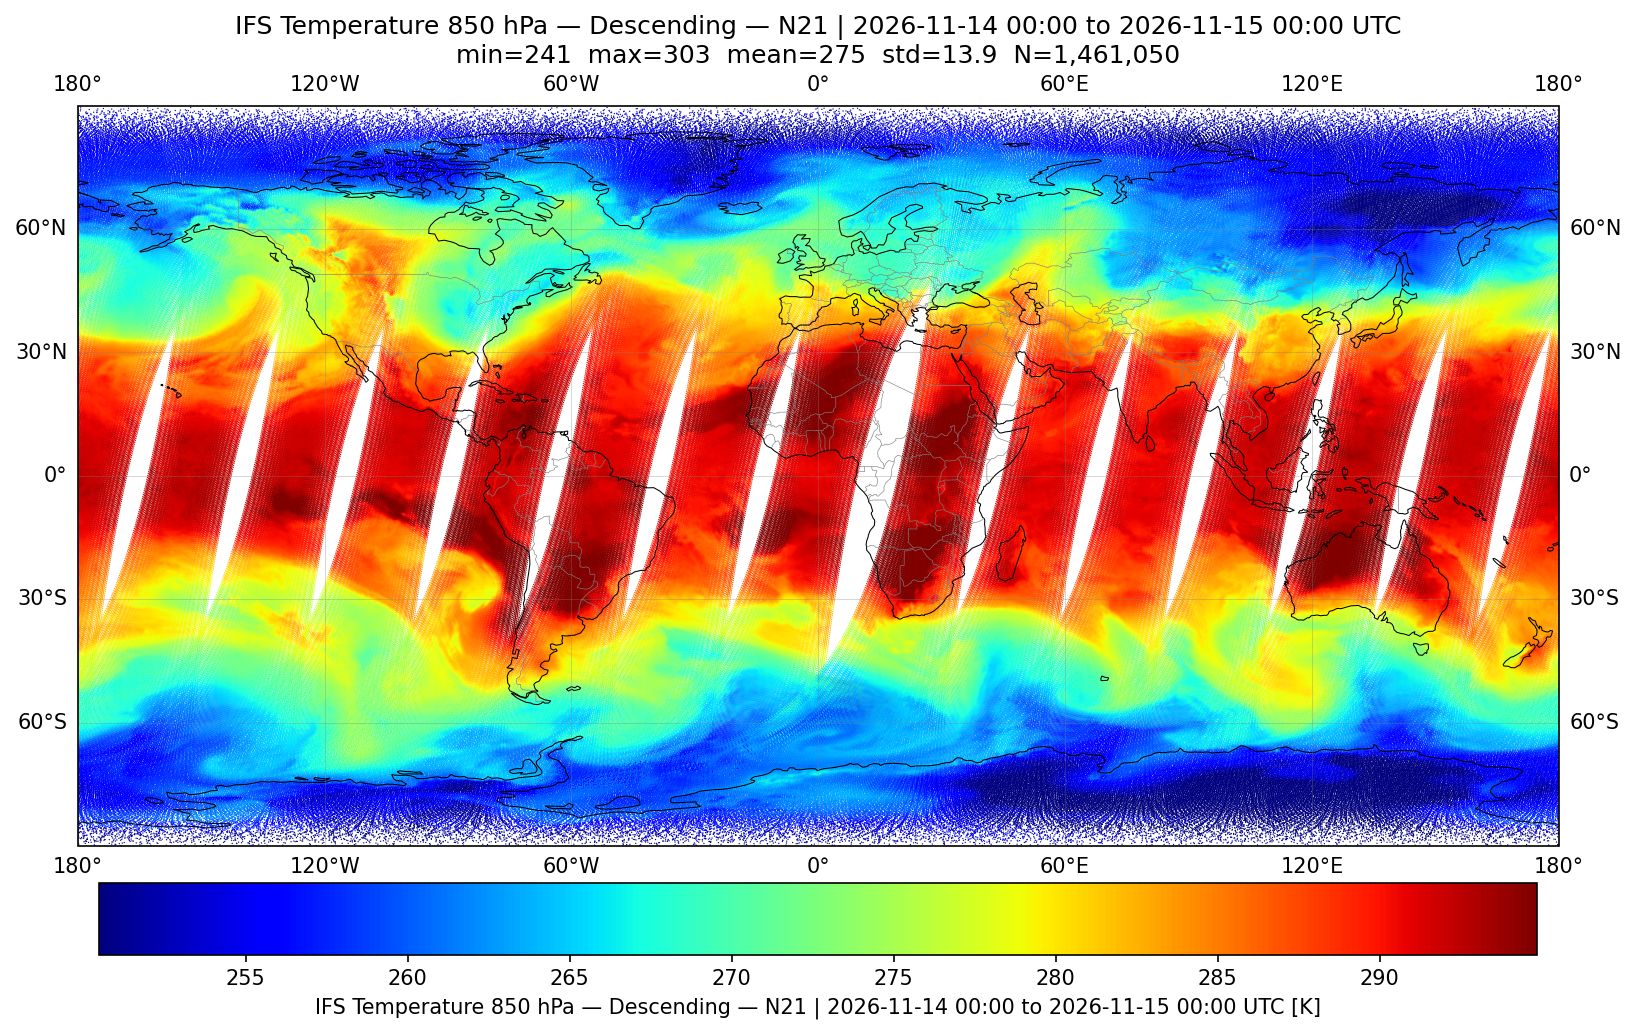 IFS Temperature 850 hPa — Descending — N21 | 2026-11-14 00:00 to 2026-11-15 00:00 UTC
min=241  max=303  mean=275  std=13.9  N=1,461,050
180° 120°W 60°W 0° 60°E 120°E 180°
60°N 60°N
30°N 30°N
0° 0°
30°S 30°S
60°S 60°S
180° 120°W 60°W 0° 60°E 120°E 180°
255 260 265 270 275 280 285 290
IFS Temperature 850 hPa — Descending — N21 | 2026-11-14 00:00 to 2026-11-15 00:00 UTC [K]